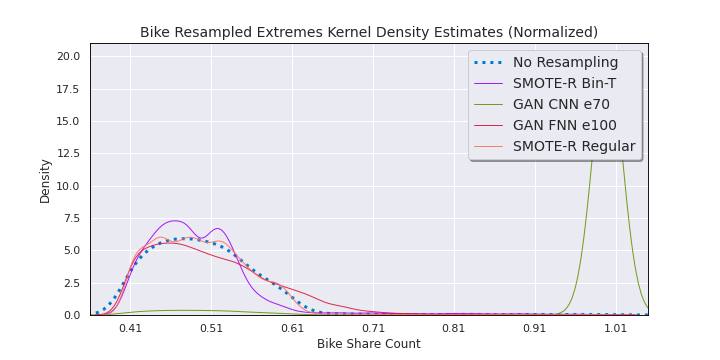 Bike Resampled Extremes Kernel Density Estimates (Normalized)
20.0
17.5
15.0
12.5
10.0
7.5
5.0
2.5
0.0
Density
No Resampling
SMOTE-R Bin-T
GAN CNN e70
GAN FNN e100
SMOTE-R Regular
0.41 0.51 0.61 0.71 0.81 0.91 1.01
Bike Share Count